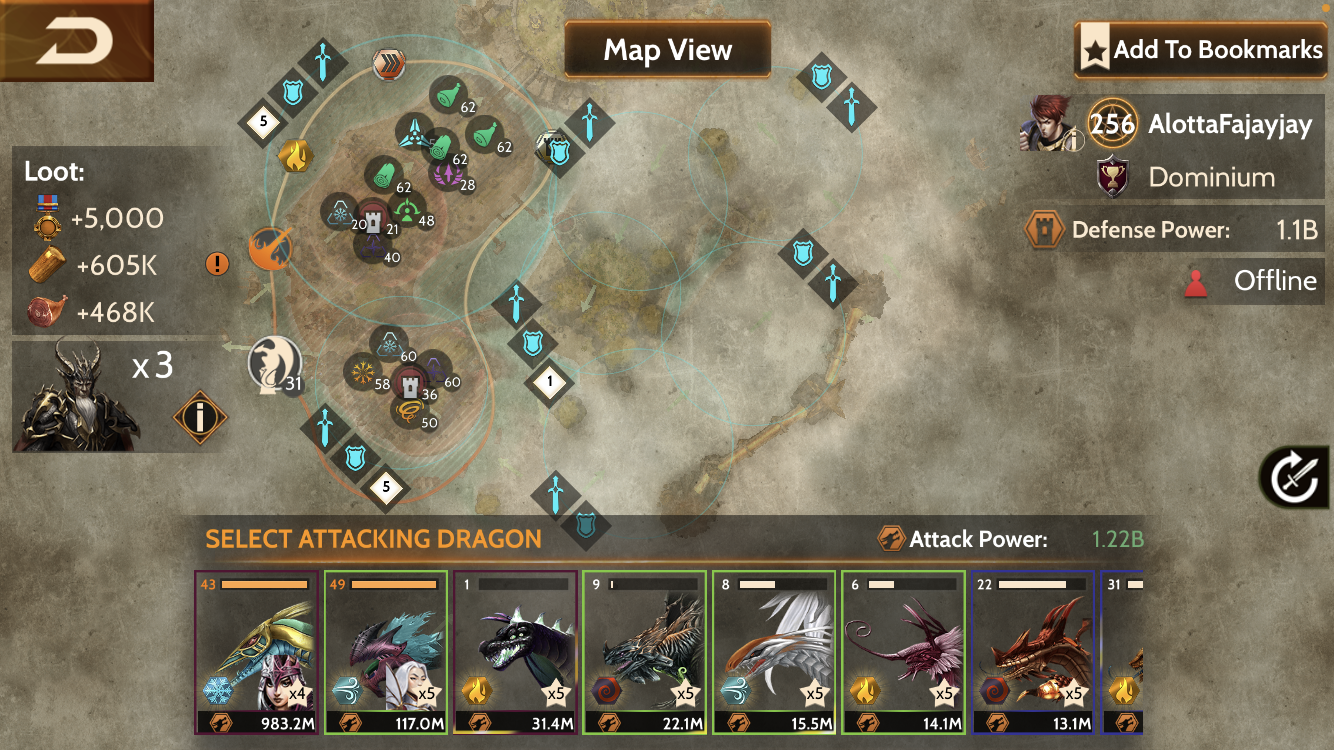 Map View
Add To Bookmarks
256 AlottaFajayjay
Dominium
Defense Power: 1.1B
Offline
Loot:
+5,000
+605K
+468K
x3
i
!
5
62
62
62
62
28
48
20
21
40
31
60
58
60
36
50
1
5
SELECT ATTACKING DRAGON
Attack Power: 1.22B
43
49
1
9
8
6
22
31
x4
x5
x5
x5
x5
x5
x5
983.2M
117.0M
31.4M
22.1M
15.5M
14.1M
13.1M